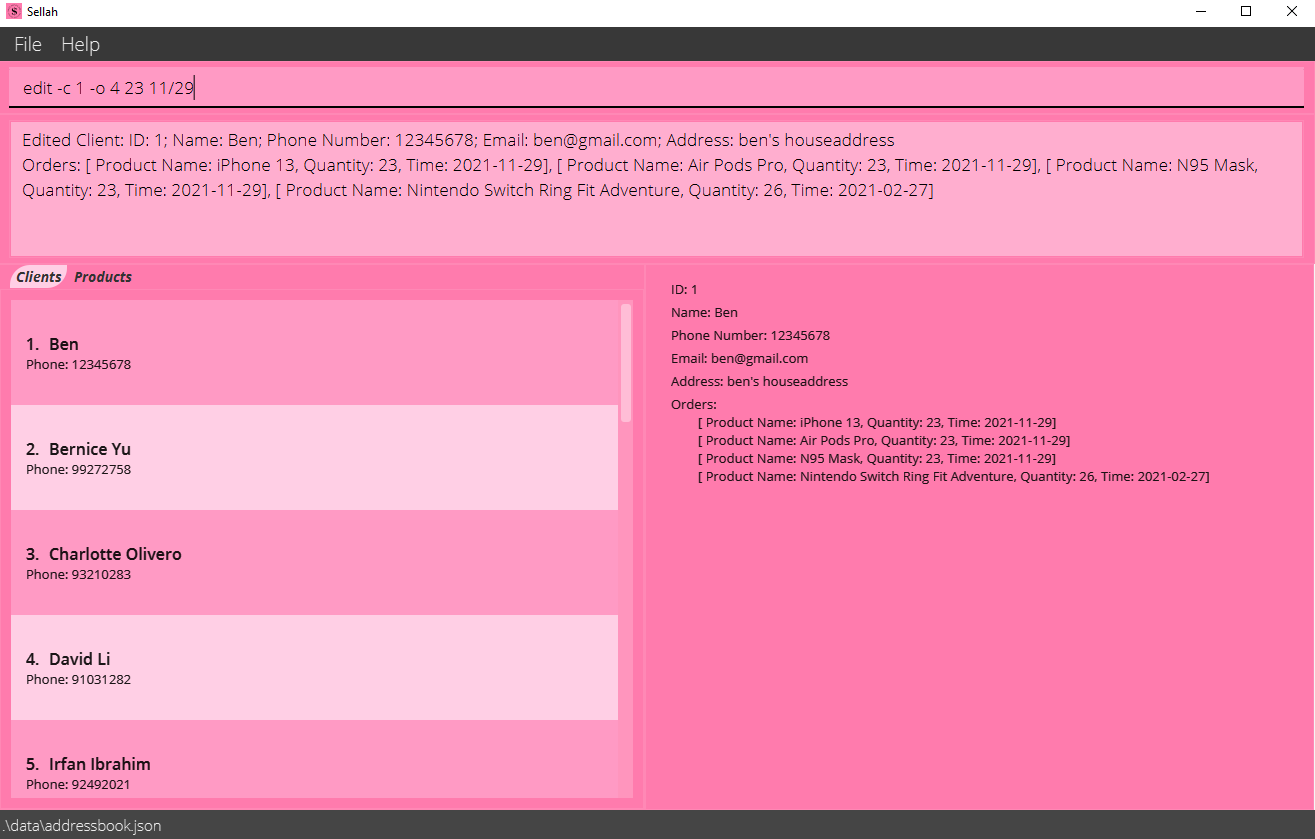 S Sellah
File Help
edit -c 1 -o 4 23 11/29
Edited Client: ID: 1; Name: Ben; Phone Number: 12345678; Email: ben@gmail.com; Address: ben's houseaddress
Orders: [ Product Name: iPhone 13, Quantity: 23, Time: 2021-11-29], [ Product Name: Air Pods Pro, Quantity: 23, Time: 2021-11-29], [ Product Name: N95 Mask,
Quantity: 23, Time: 2021-11-29], [ Product Name: Nintendo Switch Ring Fit Adventure, Quantity: 26, Time: 2021-02-27]
Clients Products
1. Ben
Phone: 12345678
2. Bernice Yu
Phone: 99272758
3. Charlotte Olivero
Phone: 93210283
4. David Li
Phone: 91031282
5. Irfan Ibrahim
Phone: 92492021
ID: 1
Name: Ben
Phone Number: 12345678
Email: ben@gmail.com
Address: ben's houseaddress
Orders:
[ Product Name: iPhone 13, Quantity: 23, Time: 2021-11-29]
[ Product Name: Air Pods Pro, Quantity: 23, Time: 2021-11-29]
[ Product Name: N95 Mask, Quantity: 23, Time: 2021-11-29]
[ Product Name: Nintendo Switch Ring Fit Adventure, Quantity: 26, Time: 2021-02-27]
.\data\addressbook.json